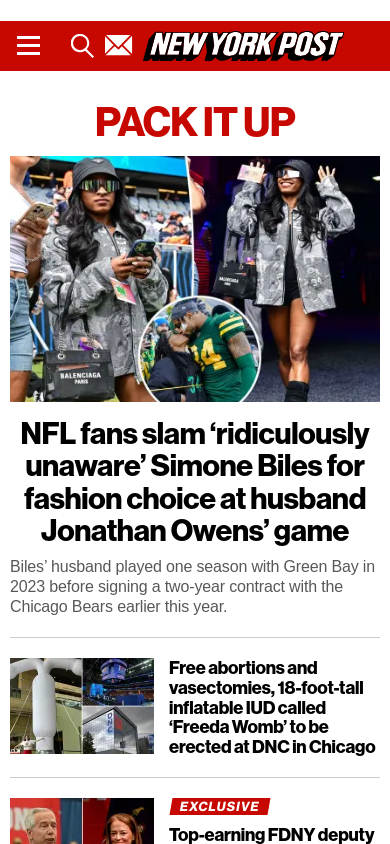 NEW YORK POST
PACK IT UP
BALENCIAGA
PARIS
BALENCIAGA
NFL fans slam ‘ridiculously
unaware’ Simone Biles for
fashion choice at husband
Jonathan Owens’ game
Biles’ husband played one season with Green Bay in
2023 before signing a two-year contract with the
Chicago Bears earlier this year.
Free abortions and
vasectomies, 18-foot-tall
inflatable IUD called
‘Freeda Womb’ to be
erected at DNC in Chicago
EXCLUSIVE
Top-earning FDNY deputy